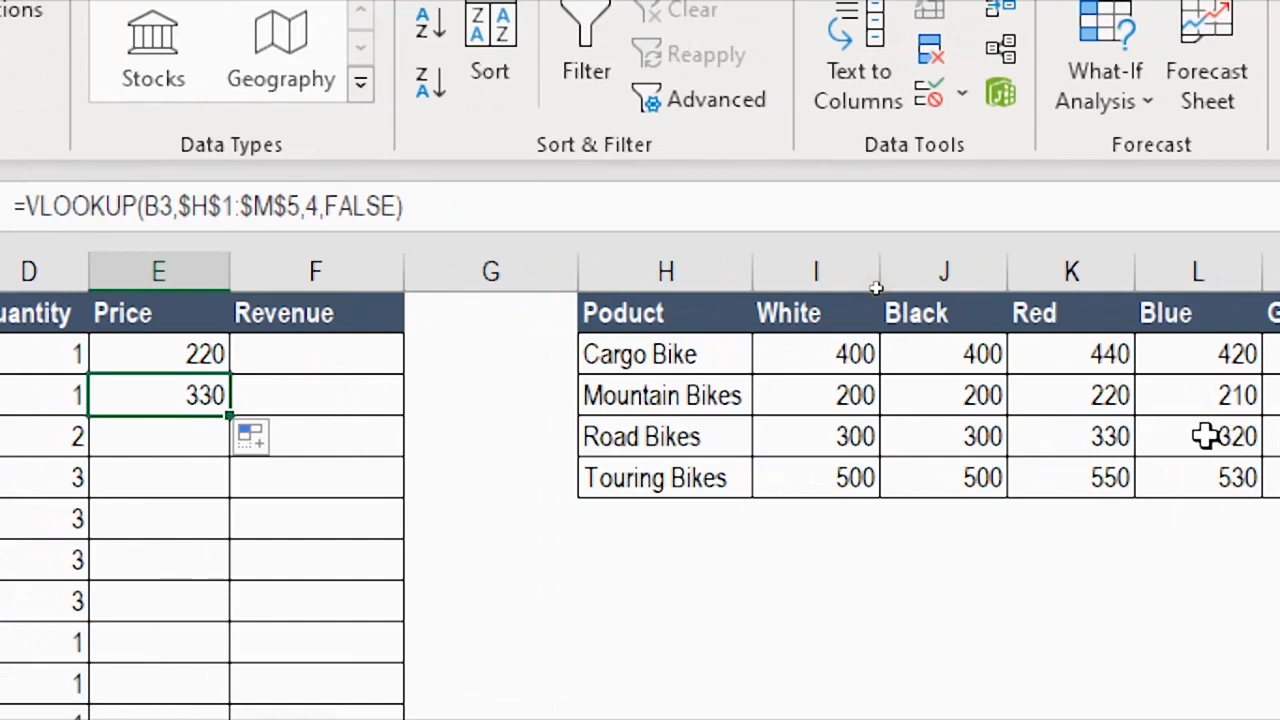 Clear
Stocks
Geography
Sort
Filter
Reapply
Advanced
Text to
Columns
What-If
Analysis
Forecast
Sheet
Data Types
Sort & Filter
Data Tools
Forecast
=VLOOKUP(B3,$H$1:$M$5,4,FALSE)
D E F G H I J K L
uantity Price Revenue Poduct White Black Red Blue G
1 220 Cargo Bike 400 400 440 420
1 330 Mountain Bikes 200 200 220 210
2 Road Bikes 300 300 330 320
3 Touring Bikes 500 500 550 530
3
3
3
1
1